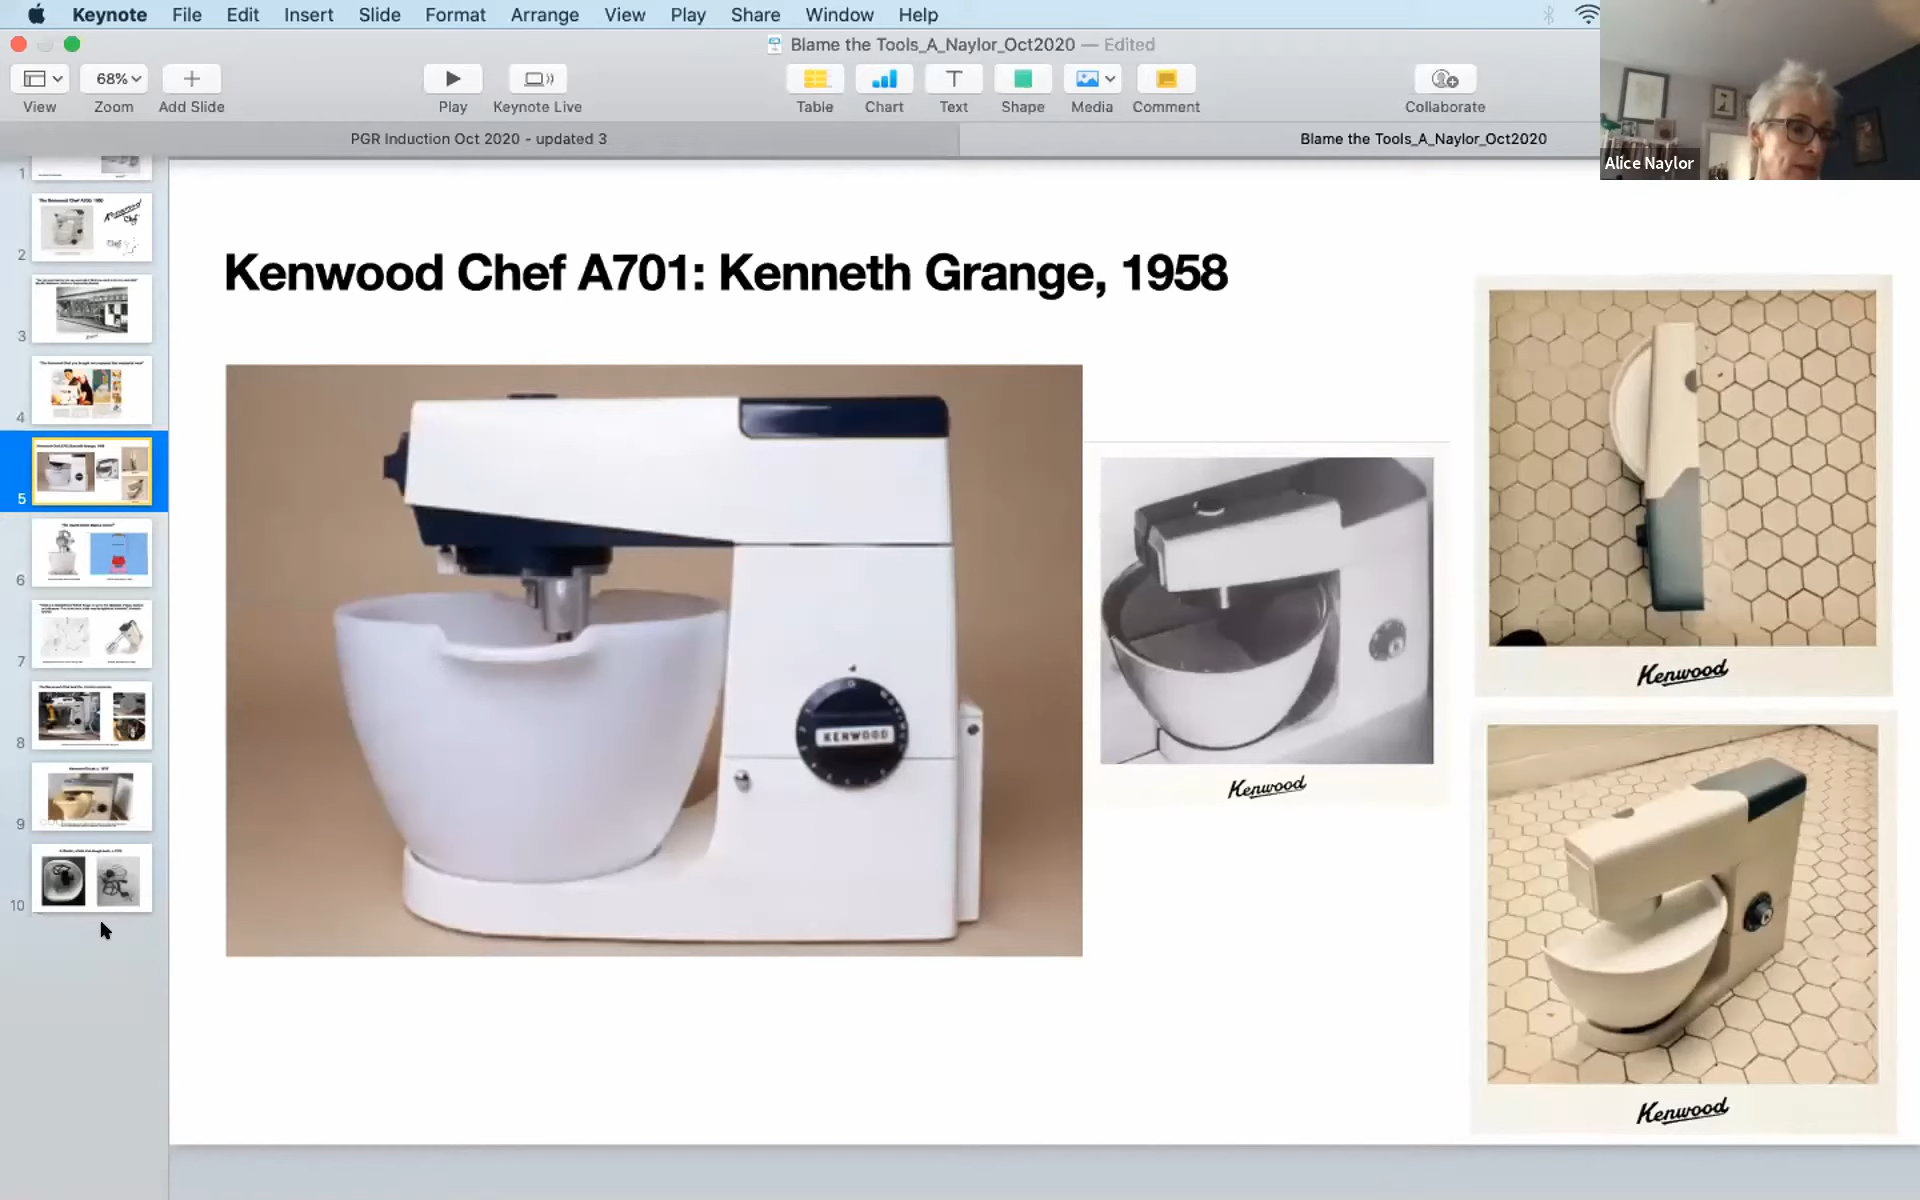 Keynote File Edit Insert Slide Format Arrange View Play Share Window Help
Blame the Tools_A_Naylor_Oct2020 — Edited
68%
View Zoom Add Slide Play Keynote Live Table Chart Text Shape Media Comment Collaborate
PGR Induction Oct 2020 - updated 3
Blame the Tools_A_Naylor_Oct2020
Alice Naylor
1
2
3
4
5
6
7
8
9
10
Kenwood Chef A701: Kenneth Grange, 1958
KENWOOD
Kenwood
Kenwood
Kenwood